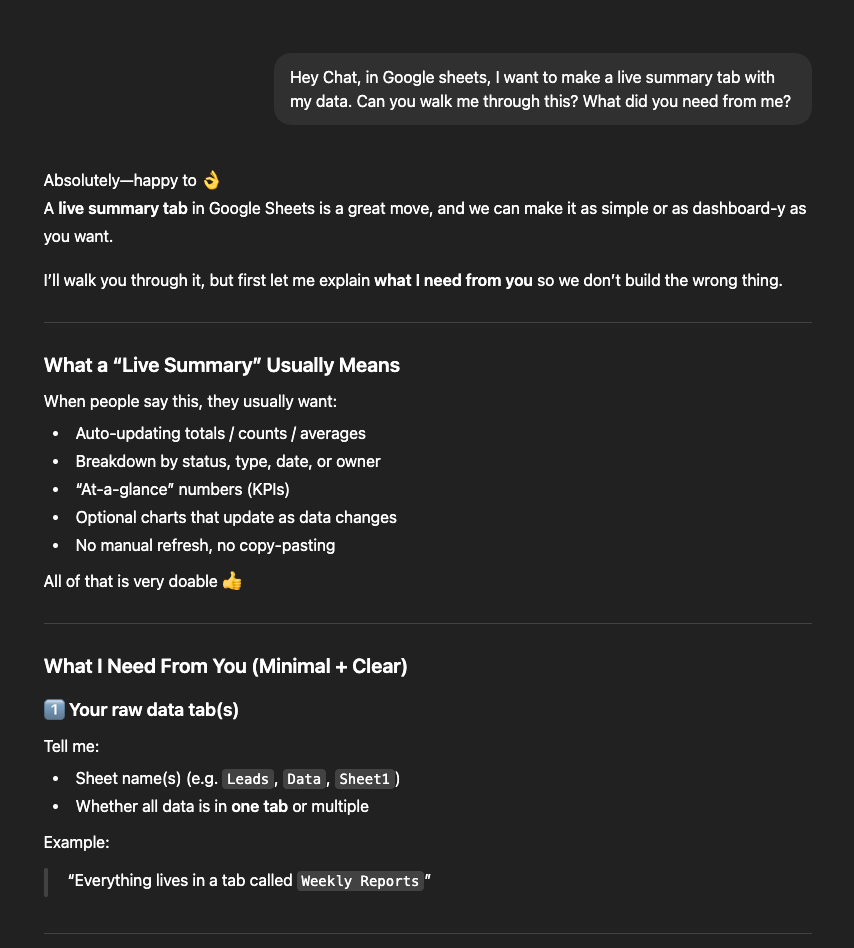 Hey Chat, in Google sheets, I want to make a live summary tab with
my data. Can you walk me through this? What did you need from me?
Absolutely—happy to 👌
A live summary tab in Google Sheets is a great move, and we can make it as simple or as dashboard-y as
you want.
I’ll walk you through it, but first let me explain what I need from you so we don’t build the wrong thing.
What a “Live Summary” Usually Means
When people say this, they usually want:
• Auto-updating totals / counts / averages
• Breakdown by status, type, date, or owner
• “At-a-glance” numbers (KPIs)
• Optional charts that update as data changes
• No manual refresh, no copy-pasting
All of that is very doable 👍
What I Need From You (Minimal + Clear)
1️⃣ Your raw data tab(s)
Tell me:
• Sheet name(s) (e.g. Leads, Data, Sheet1)
• Whether all data is in one tab or multiple
Example:
“Everything lives in a tab called Weekly Reports”